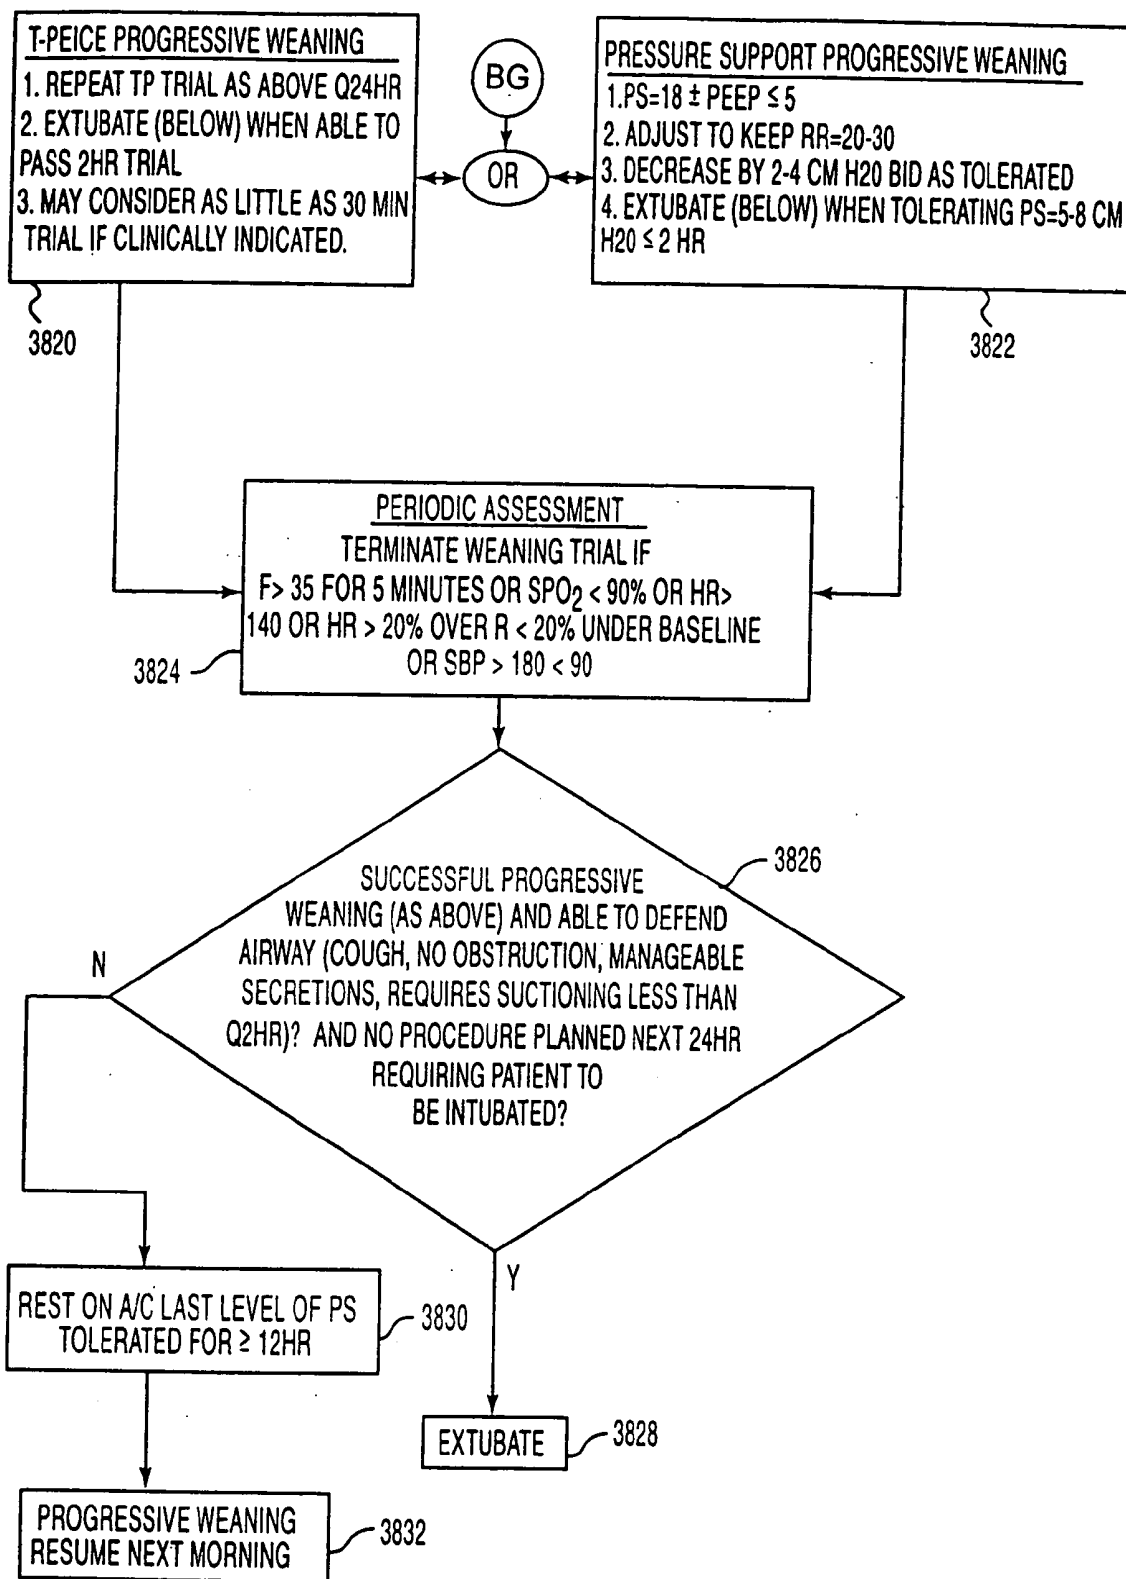 T-PEICE PROGRESSIVE WEANING
1. REPEAT TP TRIAL AS ABOVE Q24HR
2. EXTUBATE (BELOW) WHEN ABLE TO
PASS 2HR TRIAL
3. MAY CONSIDER AS LITTLE AS 30 MIN
TRIAL IF CLINICALLY INDICATED.
3820
BG
OR
PRESSURE SUPPORT PROGRESSIVE WEANING
1.PS=18 ± PEEP ≤ 5
2. ADJUST TO KEEP RR=20-30
3. DECREASE BY 2-4 CM H20 BID AS TOLERATED
4. EXTUBATE (BELOW) WHEN TOLERATING PS=5-8 CM
H20 ≤ 2 HR
3822
PERIODIC ASSESSMENT
TERMINATE WEANING TRIAL IF
F> 35 FOR 5 MINUTES OR SPO₂ < 90% OR HR>
140 OR HR > 20% OVER R < 20% UNDER BASELINE
OR SBP > 180 < 90
3824
SUCCESSFUL PROGRESSIVE
WEANING (AS ABOVE) AND ABLE TO DEFEND
AIRWAY (COUGH, NO OBSTRUCTION, MANAGEABLE
SECRETIONS, REQUIRES SUCTIONING LESS THAN
Q2HR)? AND NO PROCEDURE PLANNED NEXT 24HR
REQUIRING PATIENT TO
BE INTUBATED?
3826
N
Y
REST ON A/C LAST LEVEL OF PS
TOLERATED FOR ≥ 12HR
3830
EXTUBATE
3828
PROGRESSIVE WEANING
RESUME NEXT MORNING
3832